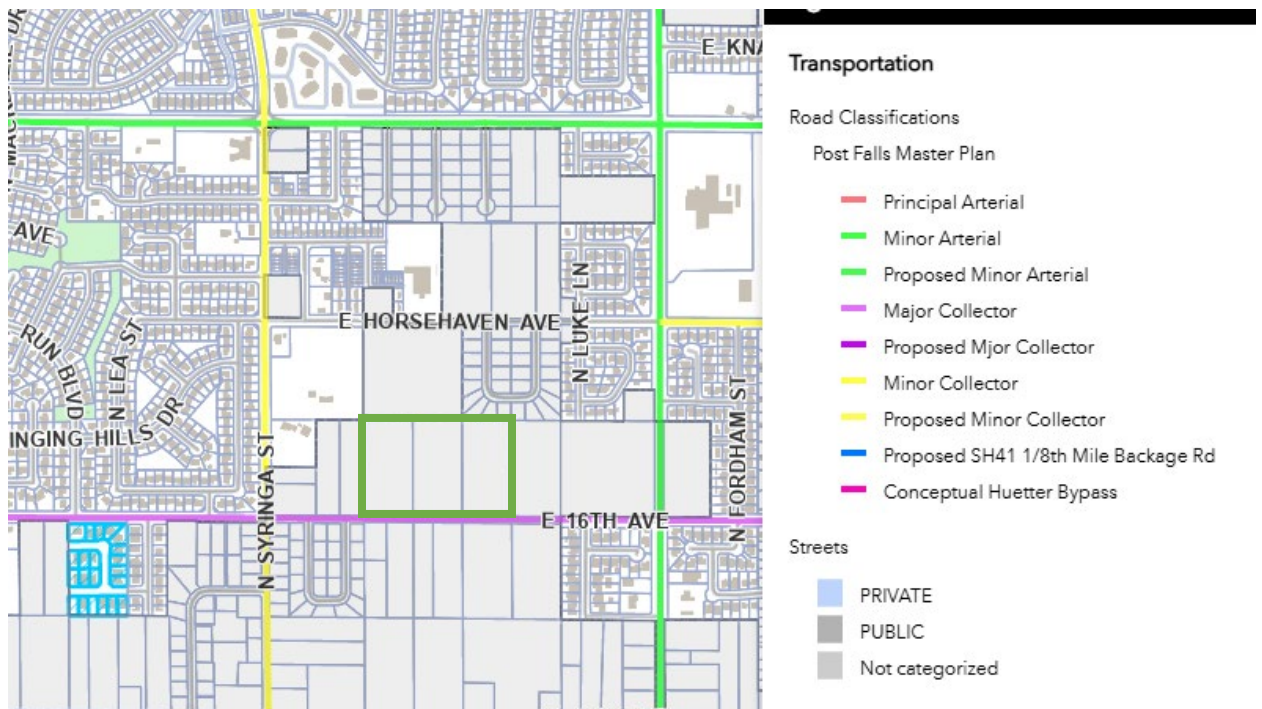 E KNA
AVE
N LUKE LN
E HORSEHAVEN AVE
RUN BLVD
N LEA ST
INGING HILLS DR
N SYRINGA ST
N FORDHAM ST
E 16TH AVE
Transportation
Road Classifications
Post Falls Master Plan
Principal Arterial
Minor Arterial
Proposed Minor Arterial
Major Collector
Proposed Mjor Collector
Minor Collector
Proposed Minor Collector
Proposed SH41 1/8th Mile Backage Rd
Conceptual Huetter Bypass
Streets
PRIVATE
PUBLIC
Not categorized